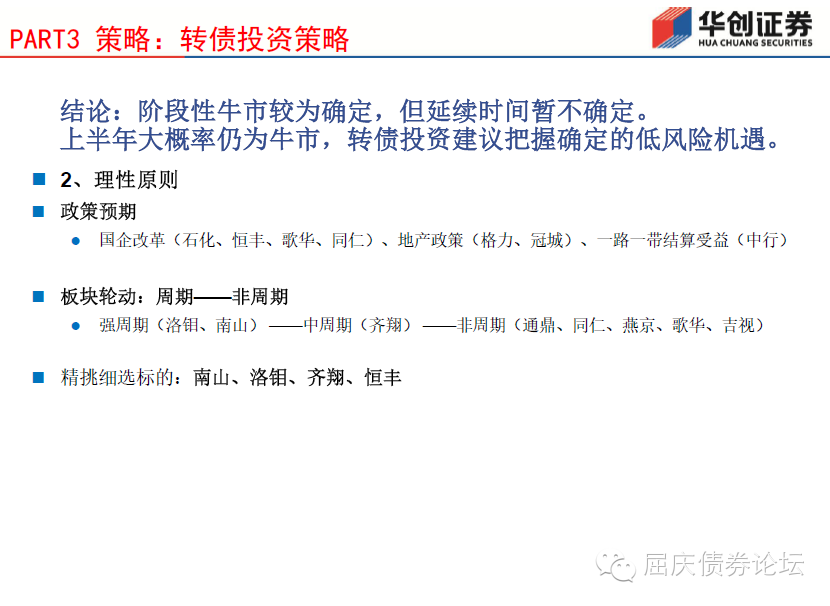 PART3 策略：转债投资策略
华创证券
HUA CHUANG SECURITIES
结论：阶段性牛市较为确定，但延续时间暂不确定。
上半年大概率仍为牛市，转债投资建议把握确定的低风险机遇。
2、理性原则
政策预期
国企改革（石化、恒丰、歌华、同仁）、地产政策（格力、冠城）、一路一带结算受益（中行）
板块轮动：周期——非周期
强周期（洛钼、南山）——中周期（齐翔）——非周期（通鼎、同仁、燕京、歌华、吉视）
精挑细选标的：南山、洛钼、齐翔、恒丰
屈庆债券论坛